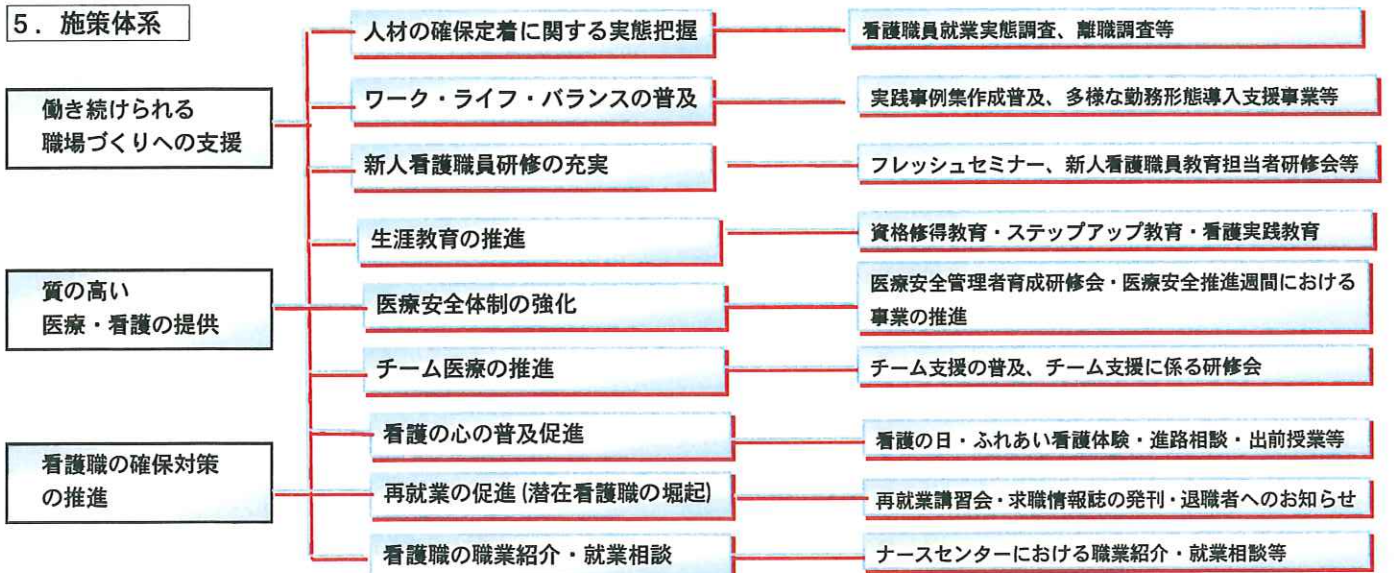 5．施策体系
働き続けられる
職場づくりへの支援
質の高い
医療・看護の提供
看護職の確保対策
の推進
人材の確保定着に関する実態把握
看護職員就業実態調査、離職調査等
ワーク・ライフ・バランスの普及
実践事例集作成普及、多様な勤務形態導入支援事業等
新人看護職員研修の充実
フレッシュセミナー、新人看護職員教育担当者研修会等
生涯教育の推進
資格修得教育・ステップアップ教育・看護実践教育
医療安全体制の強化
医療安全管理者育成研修会・医療安全推進週間における
事業の推進
チーム医療の推進
チーム支援の普及、チーム支援に係る研修会
看護の心の普及促進
看護の日・ふれあい看護体験・進路相談・出前授業等
再就業の促進(潜在看護職の堀起)
再就業講習会・求職情報誌の発刊・退職者へのお知らせ
看護職の職業紹介・就業相談
ナースセンターにおける職業紹介・就業相談等